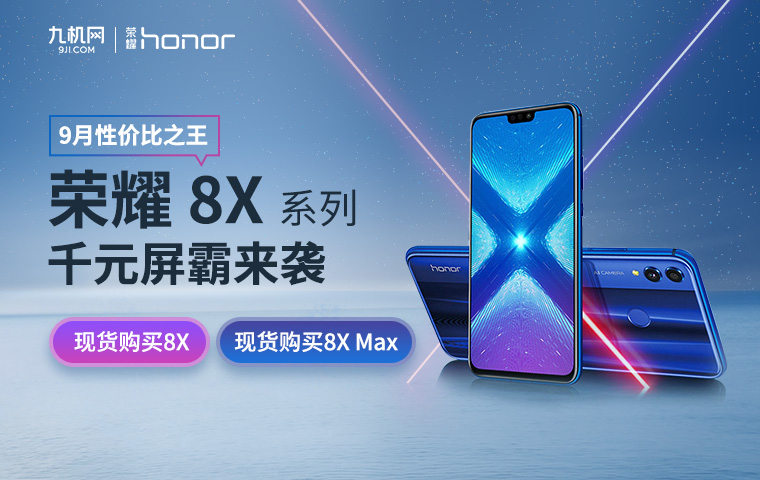 九机网
9JI.COM
荣耀
honor
9月性价比之王
荣耀 8X 系列
千元屏霸来袭
现货购买8X
现货购买8X Max
honor
AI CAMERA